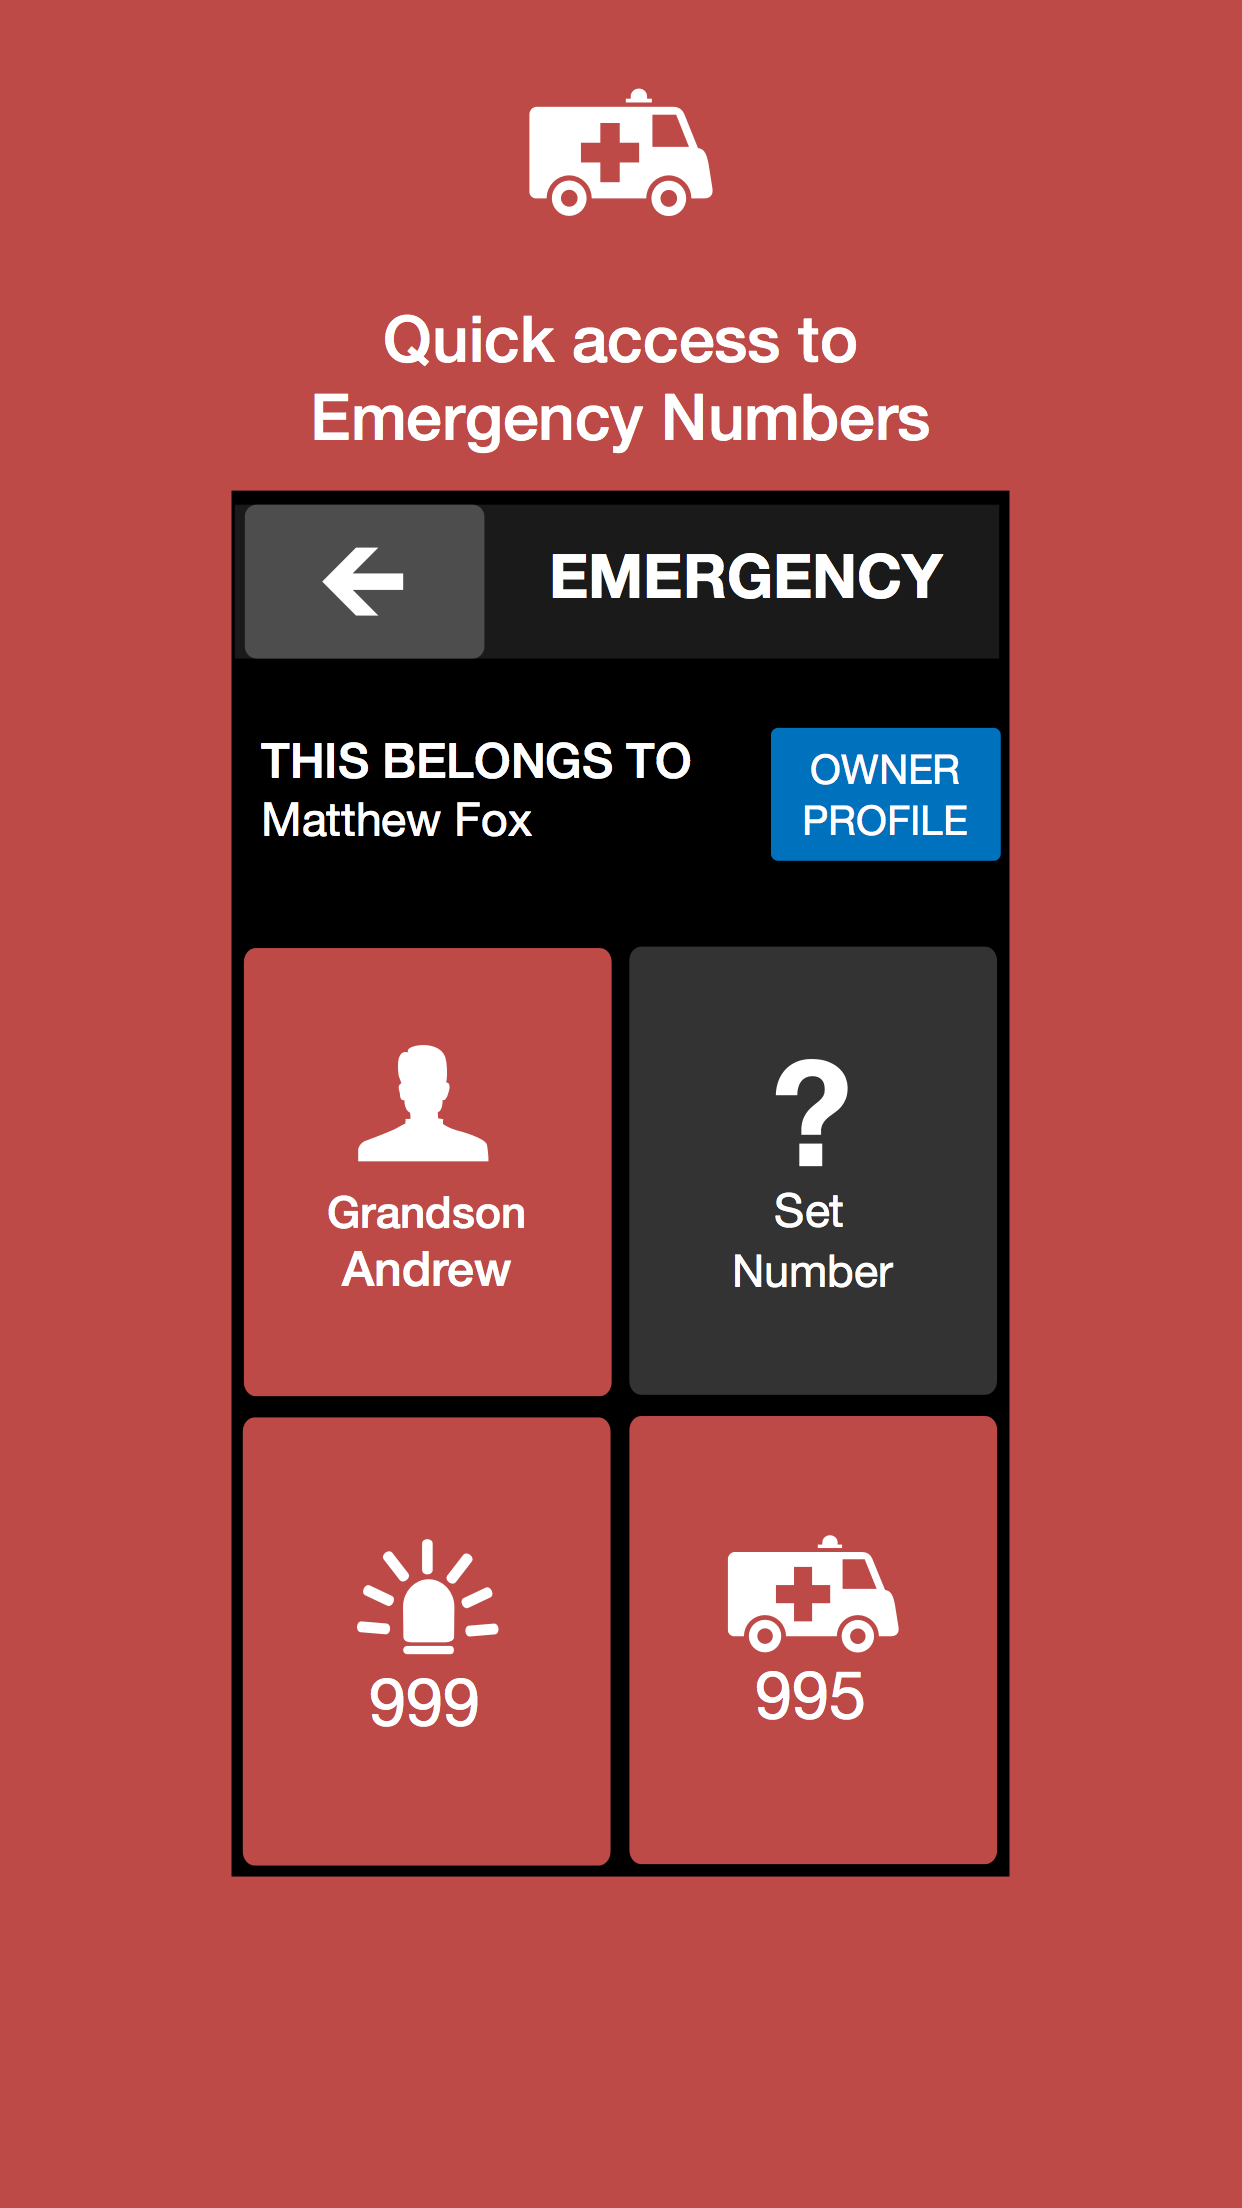 Quick access to
Emergency Numbers
EMERGENCY
THIS BELONGS TO
Matthew Fox
OWNER
PROFILE
Grandson
Andrew
?
Set
Number
999
995